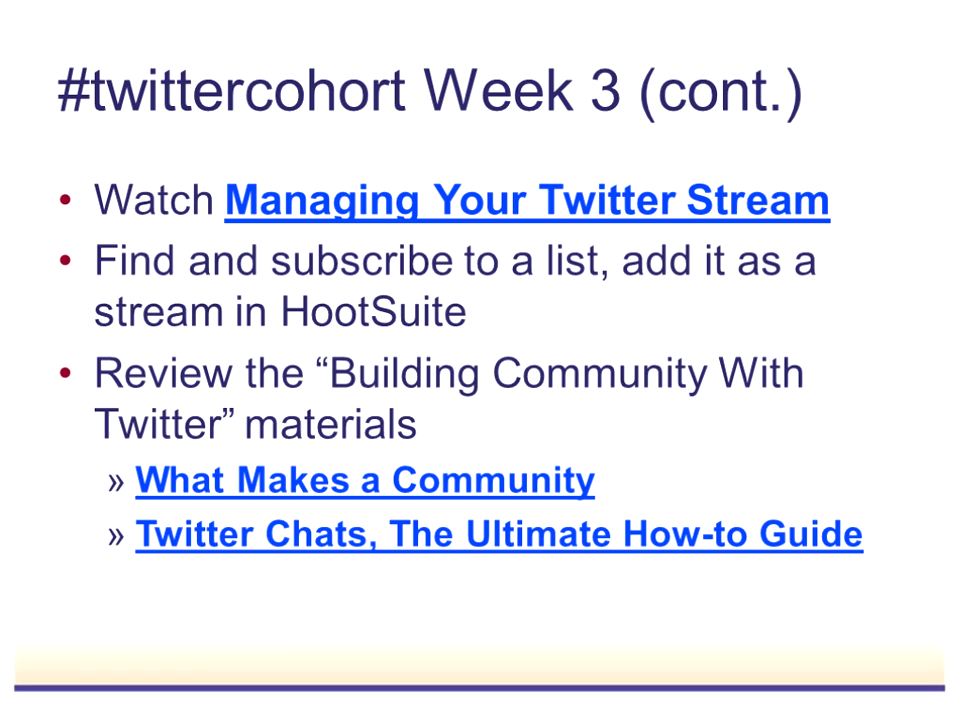 #twittercohort Week 3 (cont.)
• Watch Managing Your Twitter Stream
• Find and subscribe to a list, add it as a
stream in HootSuite
• Review the “Building Community With
Twitter” materials
» What Makes a Community
» Twitter Chats, The Ultimate How-to Guide